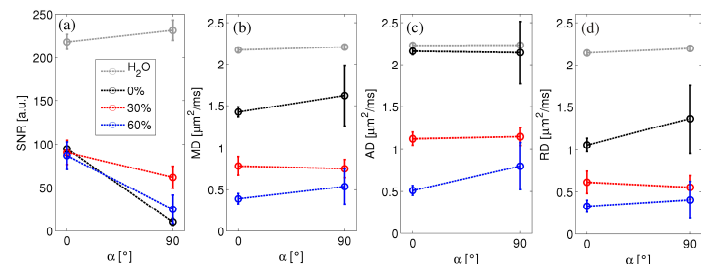 (a)
250
200
150
100
50
0
SNR [a.u.]
H2O
0%
30%
60%
0
90
α [°]
(b)
2.5
2
1.5
1
0.5
0
MD [µm²/ms]
0
90
α [°]
(c)
2.5
2
1.5
1
0.5
0
AD [µm²/ms]
0
90
α [°]
(d)
2.5
2
1.5
1
0.5
0
RD [µm²/ms]
0
90
α [°]